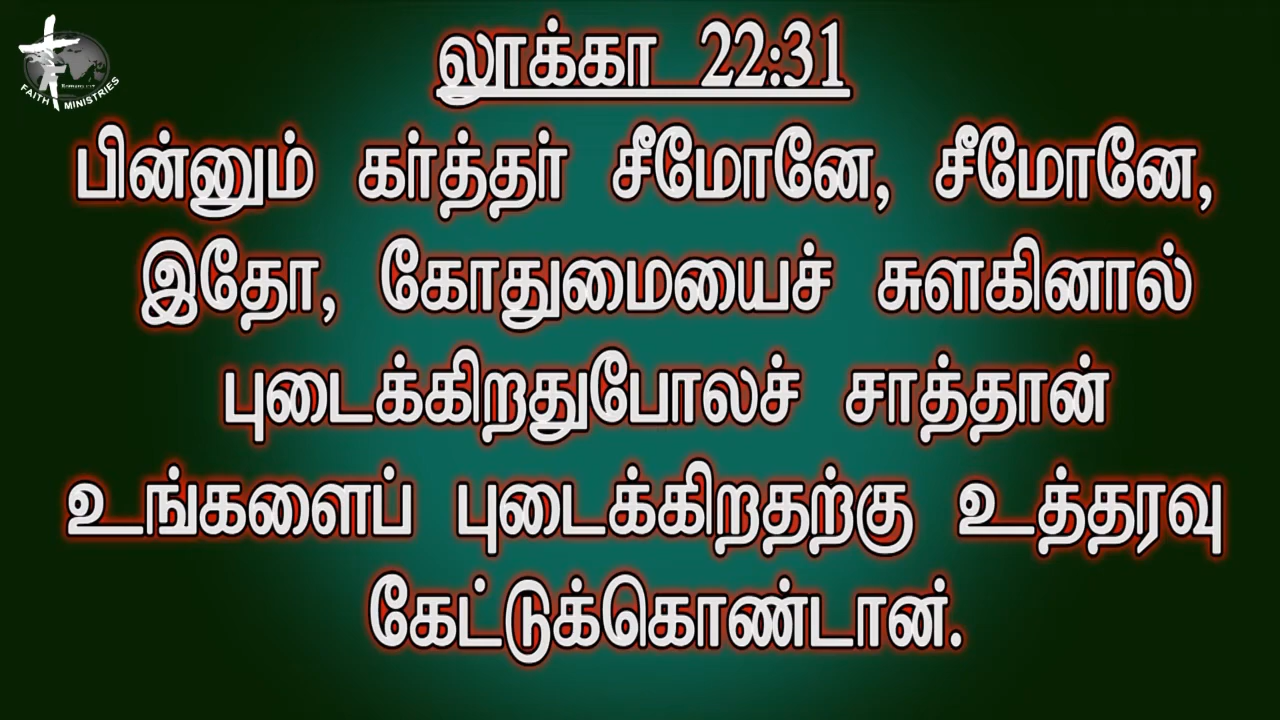 லூக்கா 22:31
பின்னும் கர்த்தர் சீமோனே, சீமோனே,
இதோ, கோதுமையைச் சுளகினால்
புடைக்கிறதுபோலச் சாத்தான்
உங்களைப் புடைக்கிறதற்கு உத்தரவு
கேட்டுக்கொண்டான்.
FAITH MINISTRIES